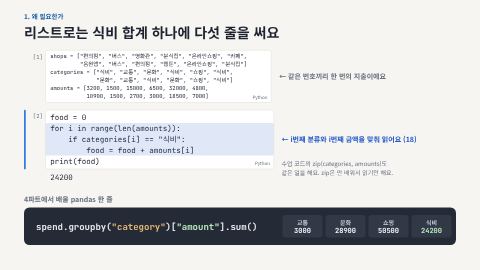 1. 왜 필요한가
리스트로는 식비 합계 하나에 다섯 줄을 써요
[1]
shops = ["편의점", "버스", "영화관", "분식집", "온라인쇼핑", "카페",
"음원앱", "버스", "편의점", "웹툰", "온라인쇼핑", "분식집"]
categories = ["식비", "교통", "문화", "식비", "쇼핑", "식비",
"문화", "교통", "식비", "문화", "쇼핑", "식비"]
amounts = [3200, 1500, 15000, 6500, 32000, 4800,
10900, 1500, 2700, 3000, 18500, 7000]
Python
← 같은 번호끼리 한 번의 지출이에요
[2]
food = 0
for i in range(len(amounts)):
if categories[i] == "식비":
food = food + amounts[i]
print(food)
Python
← i번째 분류와 i번째 금액을 맞춰 읽어요 (18)
수업 코드의 zip(categories, amounts)도
같은 일을 해요. zip은 안 배워서 읽기만 해요.
24200
4파트에서 배울 pandas 한 줄
spend.groupby("category")["amount"].sum()
교통
3000
문화
28900
쇼핑
50500
식비
24200